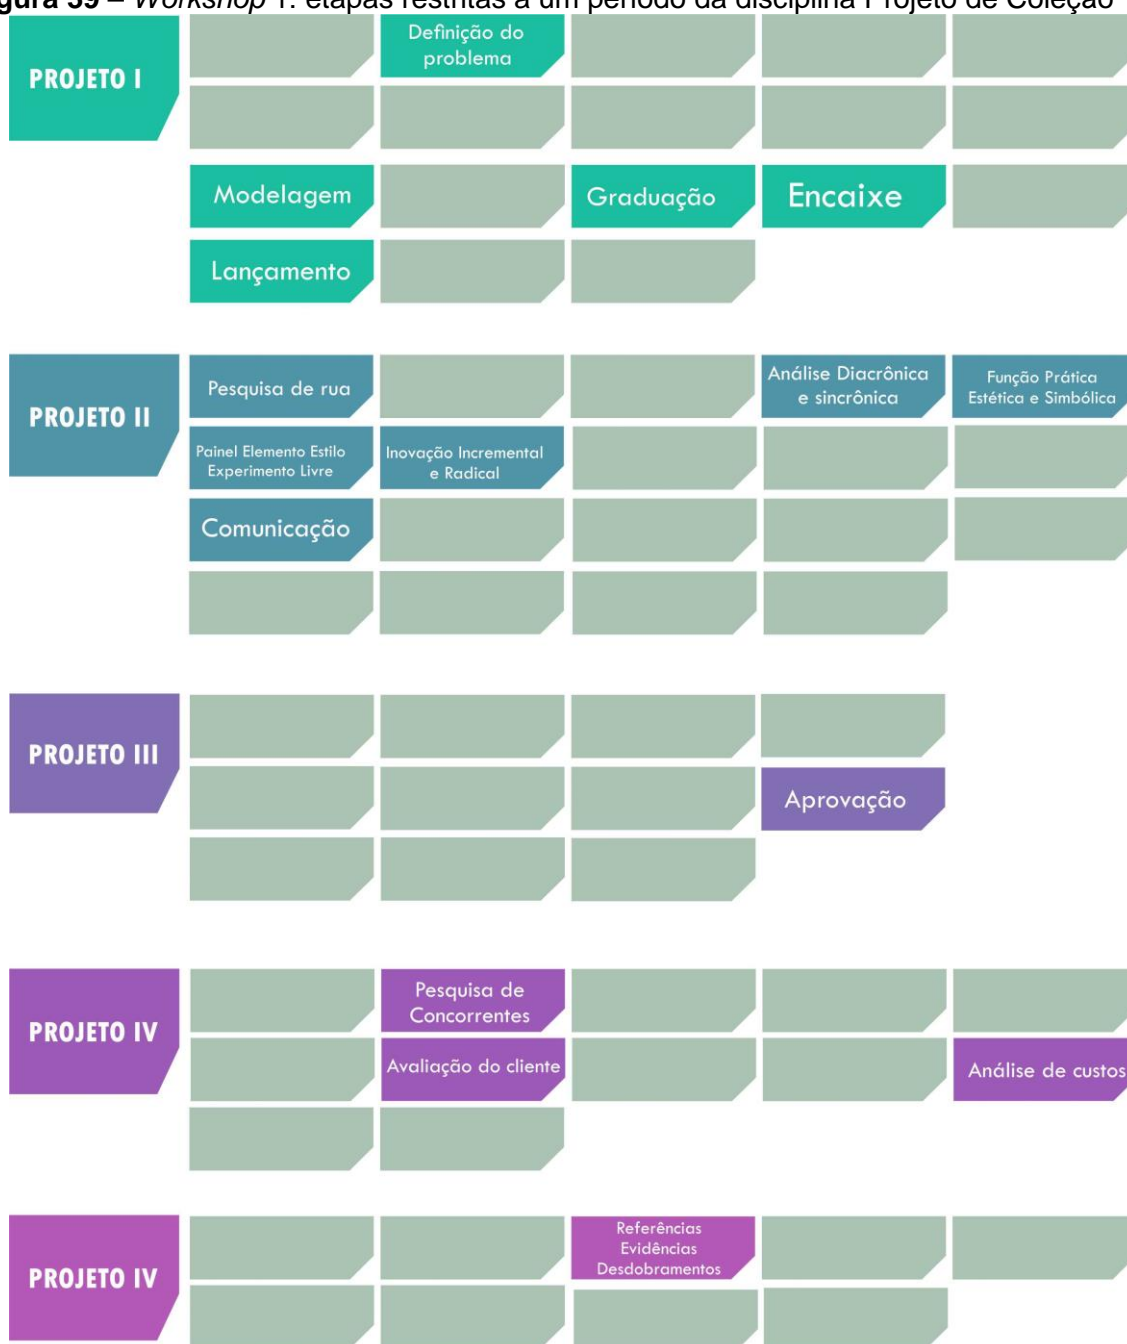 gura 39 – Workshop 1: etapas restritas a um período da disciplina Projeto de Coleção
PROJETO I
Definição do
problema
Modelagem
Graduação
Encaixe
Lançamento
PROJETO II
Pesquisa de rua
Análise Diacrônica
e sincrônica
Função Prática
Estética e Simbólica
Painel Elemento Estilo
Experimento Livre
Inovação Incremental
e Radical
Comunicação
PROJETO III
Aprovação
PROJETO IV
Pesquisa de
Concorrentes
Avaliação do cliente
Análise de custos
PROJETO IV
Referências
Evidências
Desdobramentos